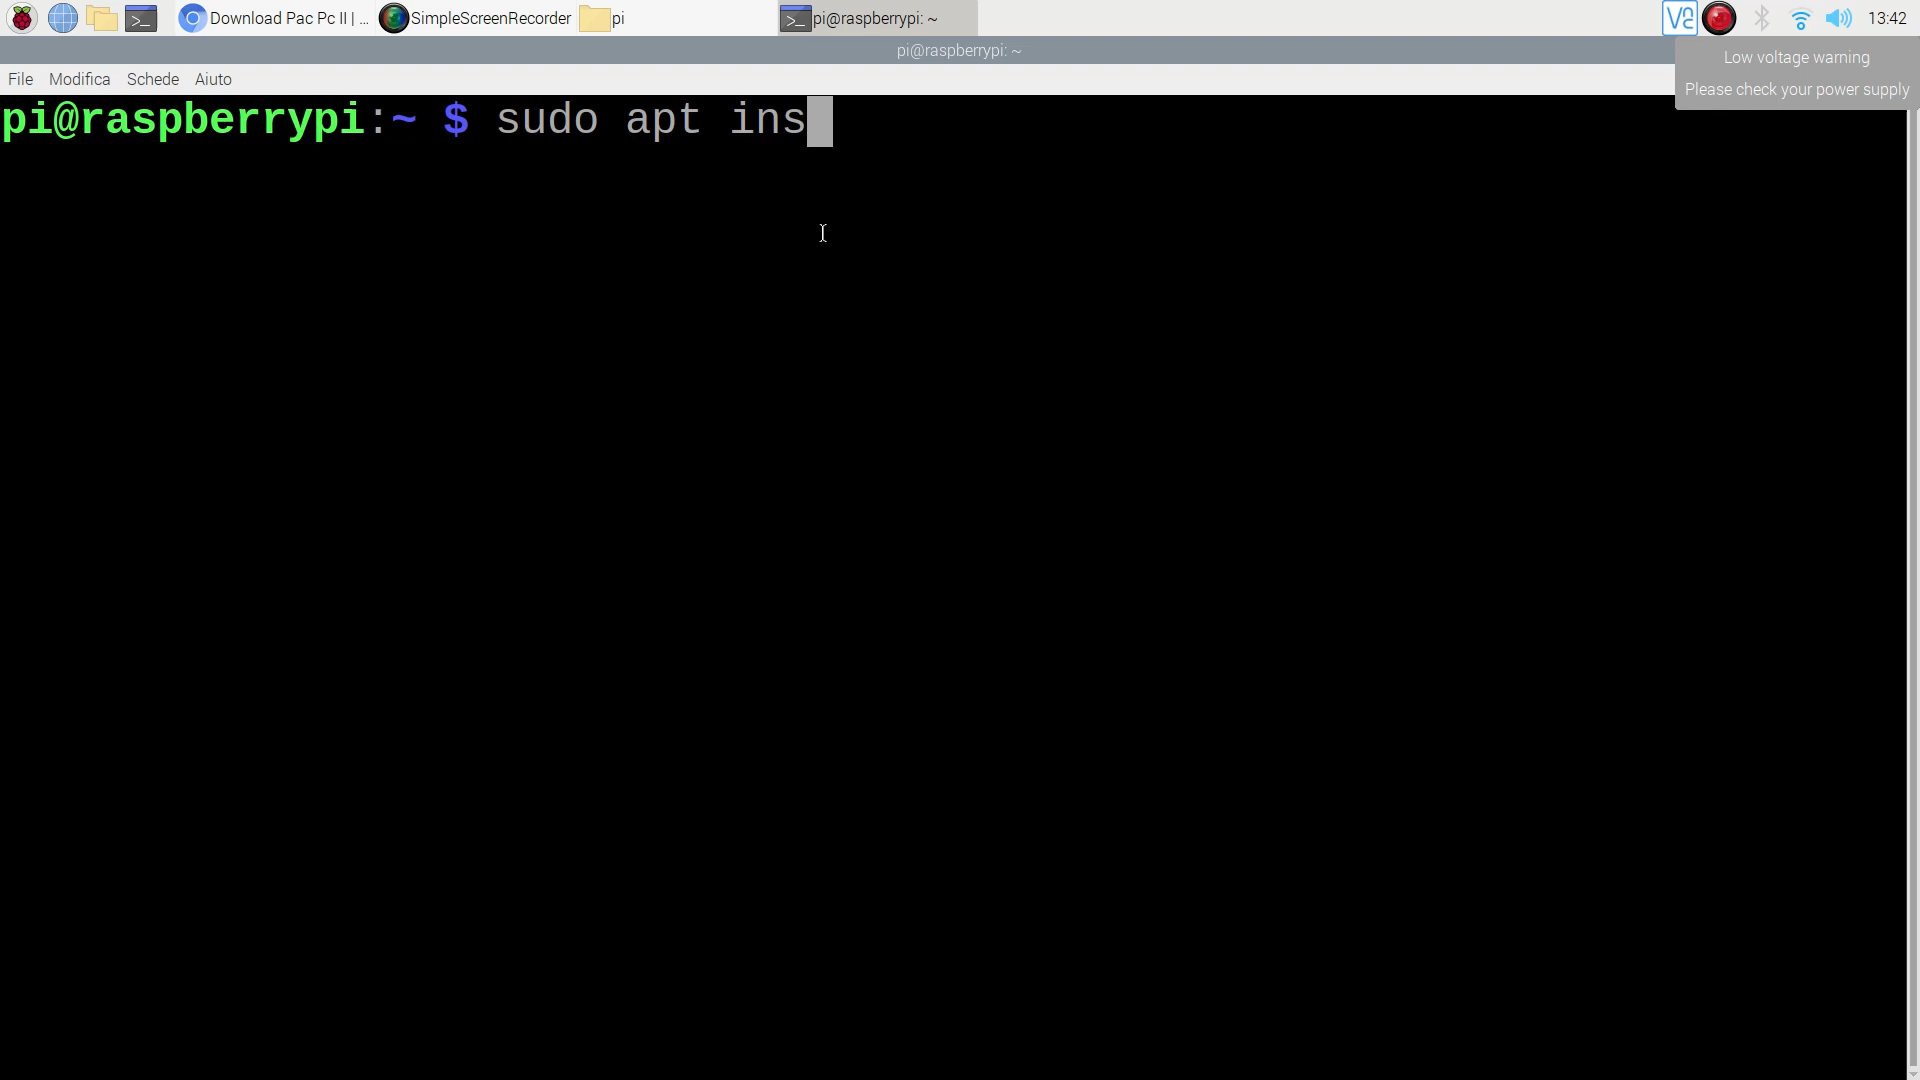 Download Pac Pc II | ... SimpleScreenRecorder pi pi@raspberrypi: ~ 13:42
pi@raspberrypi: ~
Low voltage warning
Please check your power supply
File Modifica Schede Aiuto
pi@raspberrypi:~ $ sudo apt ins